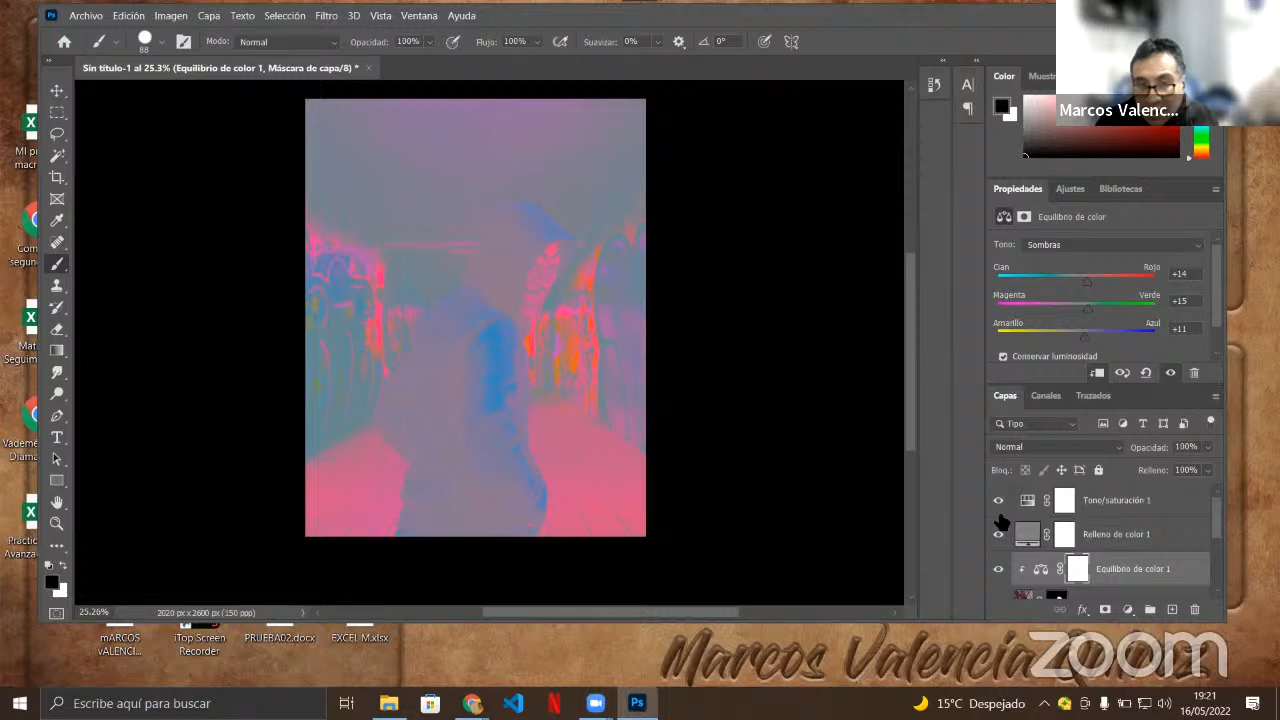 Archivo Edición Imagen Capa Texto Selección Filtro 3D Vista Ventana Ayuda
88 Modo: Normal Opacidad: 100% Flujo: 100% Suavizar: 0% 0°
Sin título-1 al 25.3% (Equilibrio de color 1, Máscara de capa/8) *
Color
Marcos Valenc...
Propiedades Ajustes Bibliotecas
Equilibrio de color
Tono: Sombras
Cian Rojo +14
Magenta Verde +15
Amarillo Azul +11
Conservar luminosidad
Capas Canales Trazados
Tipo
Normal Opacidad: 100%
Bloq.: Relleno: 100%
Tono/saturación 1
Relleno de color 1
Equilibrio de color 1
25.26% 2020 px x 2600 px (150 ppp)
mARCOS vALENCI...
iTop Screen Recorder
PRUEBA02.docx
EXCEL M.xlsx
Marcos Valencia
zoom
Escribe aquí para buscar
15°C Despejado
19:21
16/05/2022